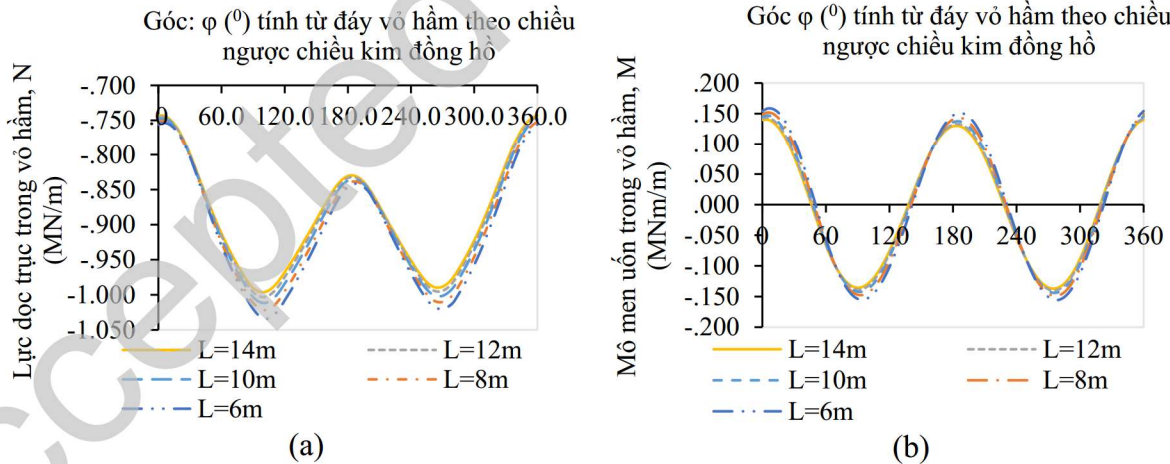 Góc: φ (⁰) tính từ đáy vỏ hầm theo chiều
ngược chiều kim đồng hồ
Lực dọc trục trong vỏ hầm, N
(MN/m)
-.700
-.750
-.800
-.850
-.900
-.950
-1.000
-1.050
0 60.0 120.0 180.0 240.0 300.0 360.0
L=14m L=12m
L=10m L=8m
L=6m
(a)
Góc φ (⁰) tính từ đáy vỏ hầm theo chiều
ngược chiều kim đồng hồ
Mô men uốn trong vỏ hầm, M
(MNm/m)
.200
.150
.100
.050
.000
-.050
-.100
-.150
-.200
0 60 120 180 240 300 360
L=14m L=12m
L=10m L=8m
L=6m
(b)
ccepted